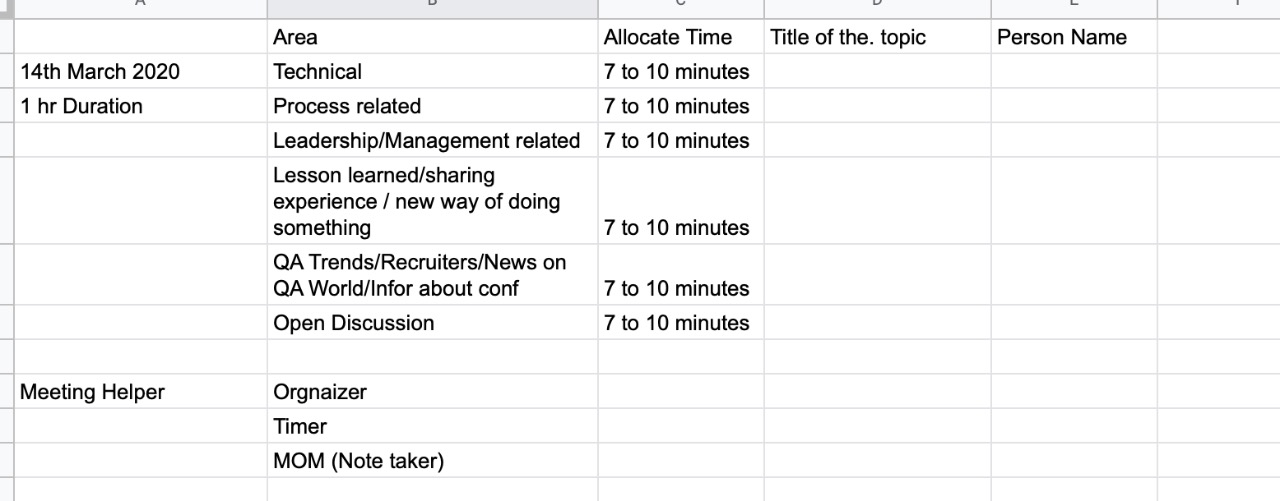 Area Allocate Time Title of the. topic Person Name
14th March 2020 Technical 7 to 10 minutes
1 hr Duration Process related 7 to 10 minutes
Leadership/Management related 7 to 10 minutes
Lesson learned/sharing
experience / new way of doing
something 7 to 10 minutes
QA Trends/Recruiters/News on
QA World/Infor about conf 7 to 10 minutes
Open Discussion 7 to 10 minutes
Meeting Helper Orgnaizer
Timer
MOM (Note taker)